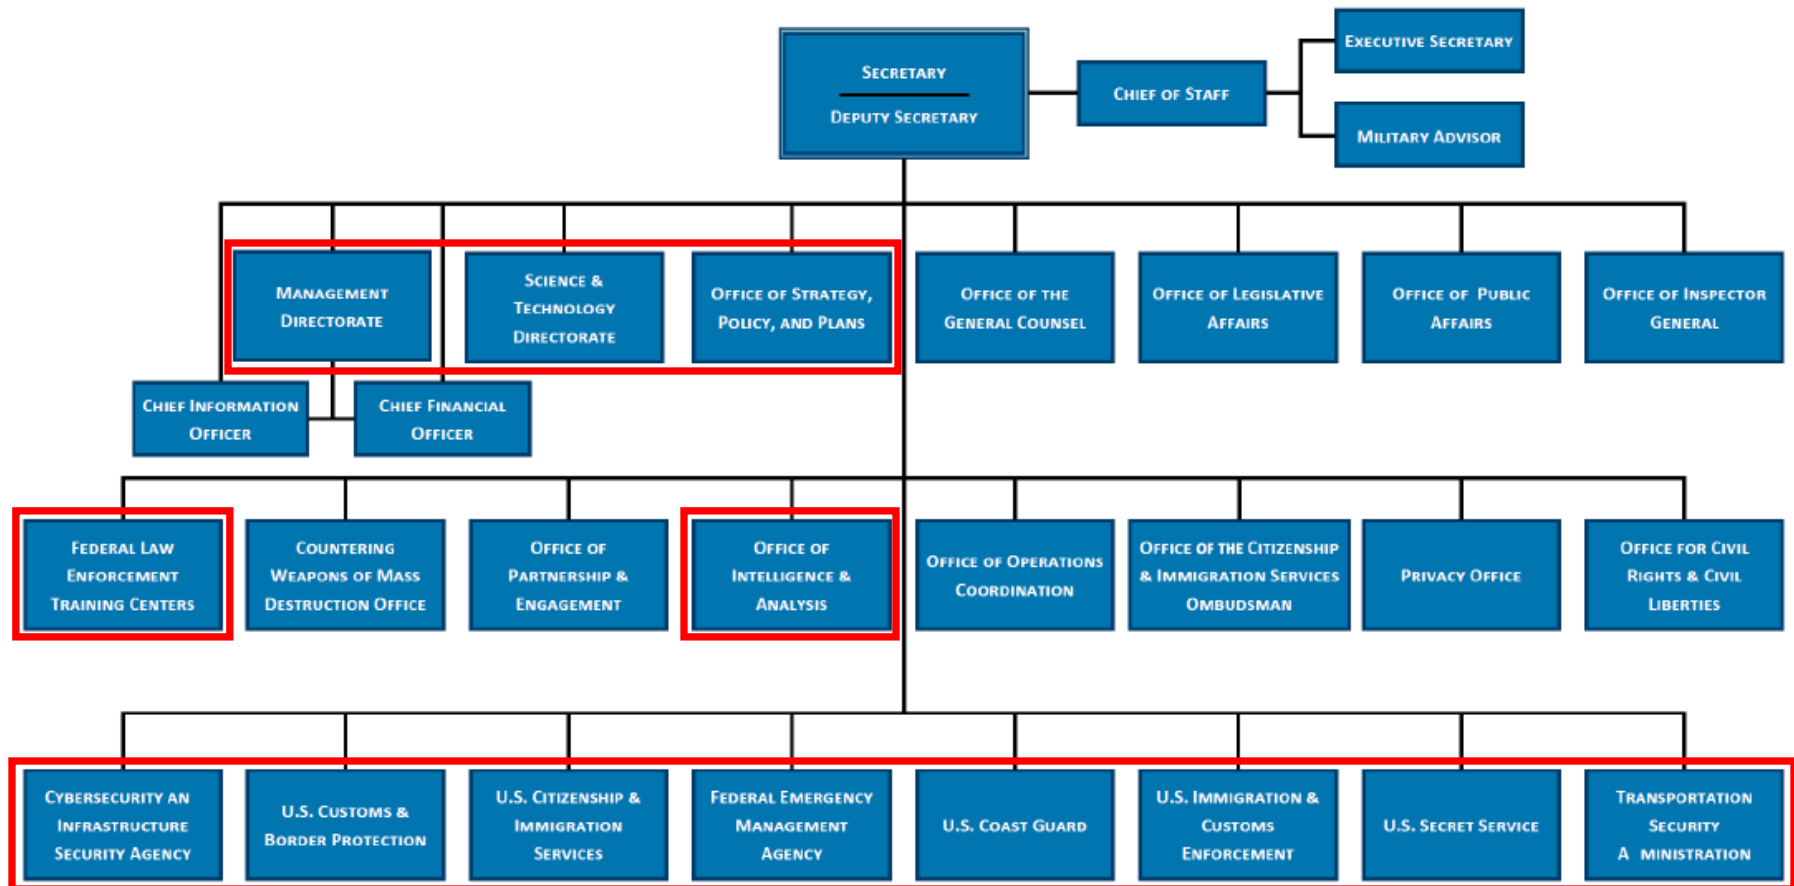 SECRETARY
DEPUTY SECRETARY
CHIEF OF STAFF
EXECUTIVE SECRETARY
MILITARY ADVISOR
MANAGEMENT
DIRECTORATE
SCIENCE &
TECHNOLOGY
DIRECTORATE
OFFICE OF STRATEGY,
POLICY, AND PLANS
OFFICE OF THE
GENERAL COUNSEL
OFFICE OF LEGISLATIVE
AFFAIRS
OFFICE OF PUBLIC
AFFAIRS
OFFICE OF INSPECTOR
GENERAL
CHIEF INFORMATION
OFFICER
CHIEF FINANCIAL
OFFICER
FEDERAL LAW
ENFORCEMENT
TRAINING CENTERS
COUNTERING
WEAPONS OF MASS
DESTRUCTION OFFICE
OFFICE OF
PARTNERSHIP &
ENGAGEMENT
OFFICE OF
INTELLIGENCE &
ANALYSIS
OFFICE OF OPERATIONS
COORDINATION
OFFICE OF THE CITIZENSHIP
& IMMIGRATION SERVICES
OMBUDSMAN
PRIVACY OFFICE
OFFICE FOR CIVIL
RIGHTS & CIVIL
LIBERTIES
CYBERSECURITY AN
INFRASTRUCTURE
SECURITY AGENCY
U.S. CUSTOMS &
BORDER PROTECTION
U.S. CITIZENSHIP &
IMMIGRATION
SERVICES
FEDERAL EMERGENCY
MANAGEMENT
AGENCY
U.S. COAST GUARD
U.S. IMMIGRATION &
CUSTOMS
ENFORCEMENT
U.S. SECRET SERVICE
TRANSPORTATION
SECURITY
A MINISTRATION